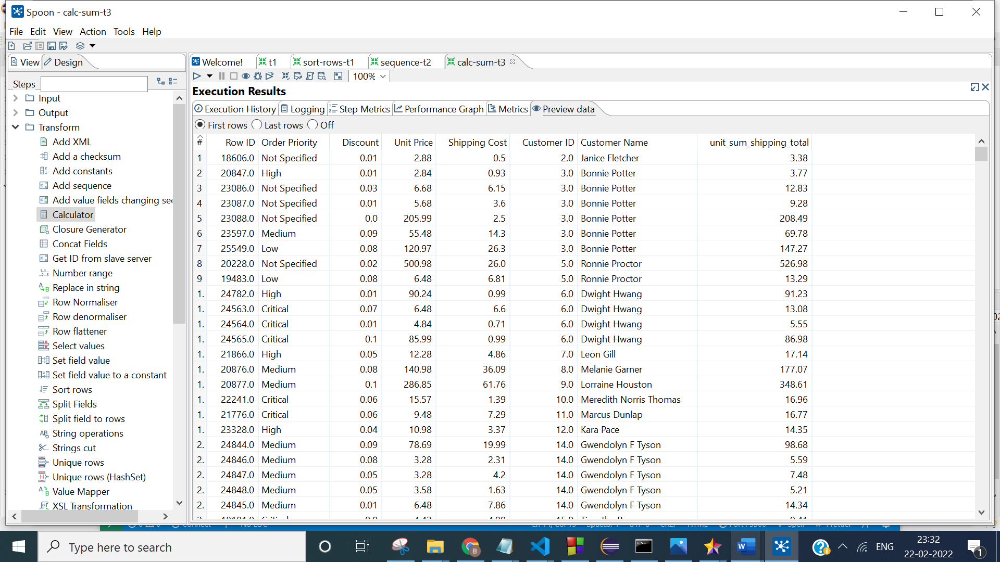 Spoon - calc-sum-t3
File Edit View Action Tools Help
View Design
Steps
Input
Output
Transform
Add XML
Add a checksum
Add constants
Add sequence
Add value fields changing se
Calculator
Closure Generator
Concat Fields
Get ID from slave server
Number range
Replace in string
Row Normaliser
Row denormaliser
Row flattener
Select values
Set field value
Set field value to a constant
Sort rows
Split Fields
Split field to rows
String operations
Strings cut
Unique rows
Unique rows (HashSet)
Value Mapper
XSL Transformation
Welcome! t1 sort-rows-t1 sequence-t2 calc-sum-t3
100%
Execution Results
Execution History Logging Step Metrics Performance Graph Metrics Preview data
First rows Last rows Off
# Row ID Order Priority Discount Unit Price Shipping Cost Customer ID Customer Name unit_sum_shipping_total
1 18606.0 Not Specified 0.01 2.88 0.5 2.0 Janice Fletcher 3.38
2 20847.0 High 0.01 2.84 0.93 3.0 Bonnie Potter 3.77
3 23086.0 Not Specified 0.03 6.68 6.15 3.0 Bonnie Potter 12.83
4 23087.0 Not Specified 0.01 5.68 3.6 3.0 Bonnie Potter 9.28
5 23088.0 Not Specified 0.0 205.99 2.5 3.0 Bonnie Potter 208.49
6 23597.0 Medium 0.09 55.48 14.3 3.0 Bonnie Potter 69.78
7 25549.0 Low 0.08 120.97 26.3 3.0 Bonnie Potter 147.27
8 20228.0 Not Specified 0.02 500.98 26.0 5.0 Ronnie Proctor 526.98
9 19483.0 Low 0.08 6.48 6.81 5.0 Ronnie Proctor 13.29
1. 24782.0 High 0.01 90.24 0.99 6.0 Dwight Hwang 91.23
1. 24563.0 Critical 0.07 6.48 6.6 6.0 Dwight Hwang 13.08
1. 24564.0 Critical 0.01 4.84 0.71 6.0 Dwight Hwang 5.55
1. 24565.0 Critical 0.1 85.99 0.99 6.0 Dwight Hwang 86.98
1. 21866.0 High 0.05 12.28 4.86 7.0 Leon Gill 17.14
1. 20876.0 Medium 0.08 140.98 36.09 8.0 Melanie Garner 177.07
1. 20877.0 Medium 0.1 286.85 61.76 9.0 Lorraine Houston 348.61
1. 22241.0 Critical 0.06 15.57 1.39 10.0 Meredith Norris Thomas 16.96
1. 21776.0 Critical 0.06 9.48 7.29 11.0 Marcus Dunlap 16.77
1. 23328.0 High 0.04 10.98 3.37 12.0 Kara Pace 14.35
2. 24844.0 Medium 0.09 78.69 19.99 14.0 Gwendolyn F Tyson 98.68
2. 24846.0 Medium 0.08 3.28 2.31 14.0 Gwendolyn F Tyson 5.59
2. 24847.0 Medium 0.05 3.28 4.2 14.0 Gwendolyn F Tyson 7.48
2. 24848.0 Medium 0.05 3.58 1.63 14.0 Gwendolyn F Tyson 5.21
2. 24845.0 Medium 0.01 6.48 7.86 14.0 Gwendolyn F Tyson 14.34
Type here to search
ENG
23:32
22-02-2022
1